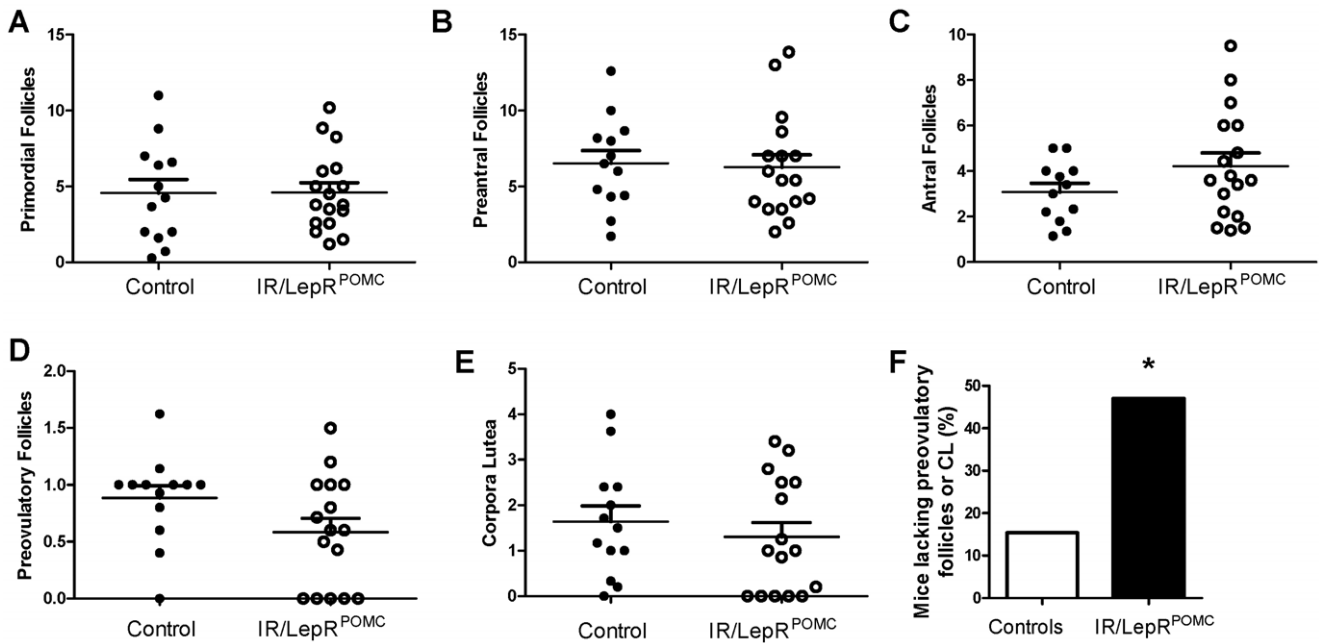 A
Primordial Follicles
15
10
5
0
Control
IR/LepR^POMC
B
Preantral Follicles
15
10
5
0
Control
IR/LepR^POMC
C
Antral Follicles
10
8
6
4
2
0
Control
IR/LepR^POMC
D
Preovulatory Follicles
2.0
1.5
1.0
0.5
0.0
Control
IR/LepR^POMC
E
Corpora Lutea
5
4
3
2
1
0
Control
IR/LepR^POMC
F
Mice lacking preovulatory
follicles or CL (%)
50
40
30
20
10
0
*
Controls
IR/LepR^POMC